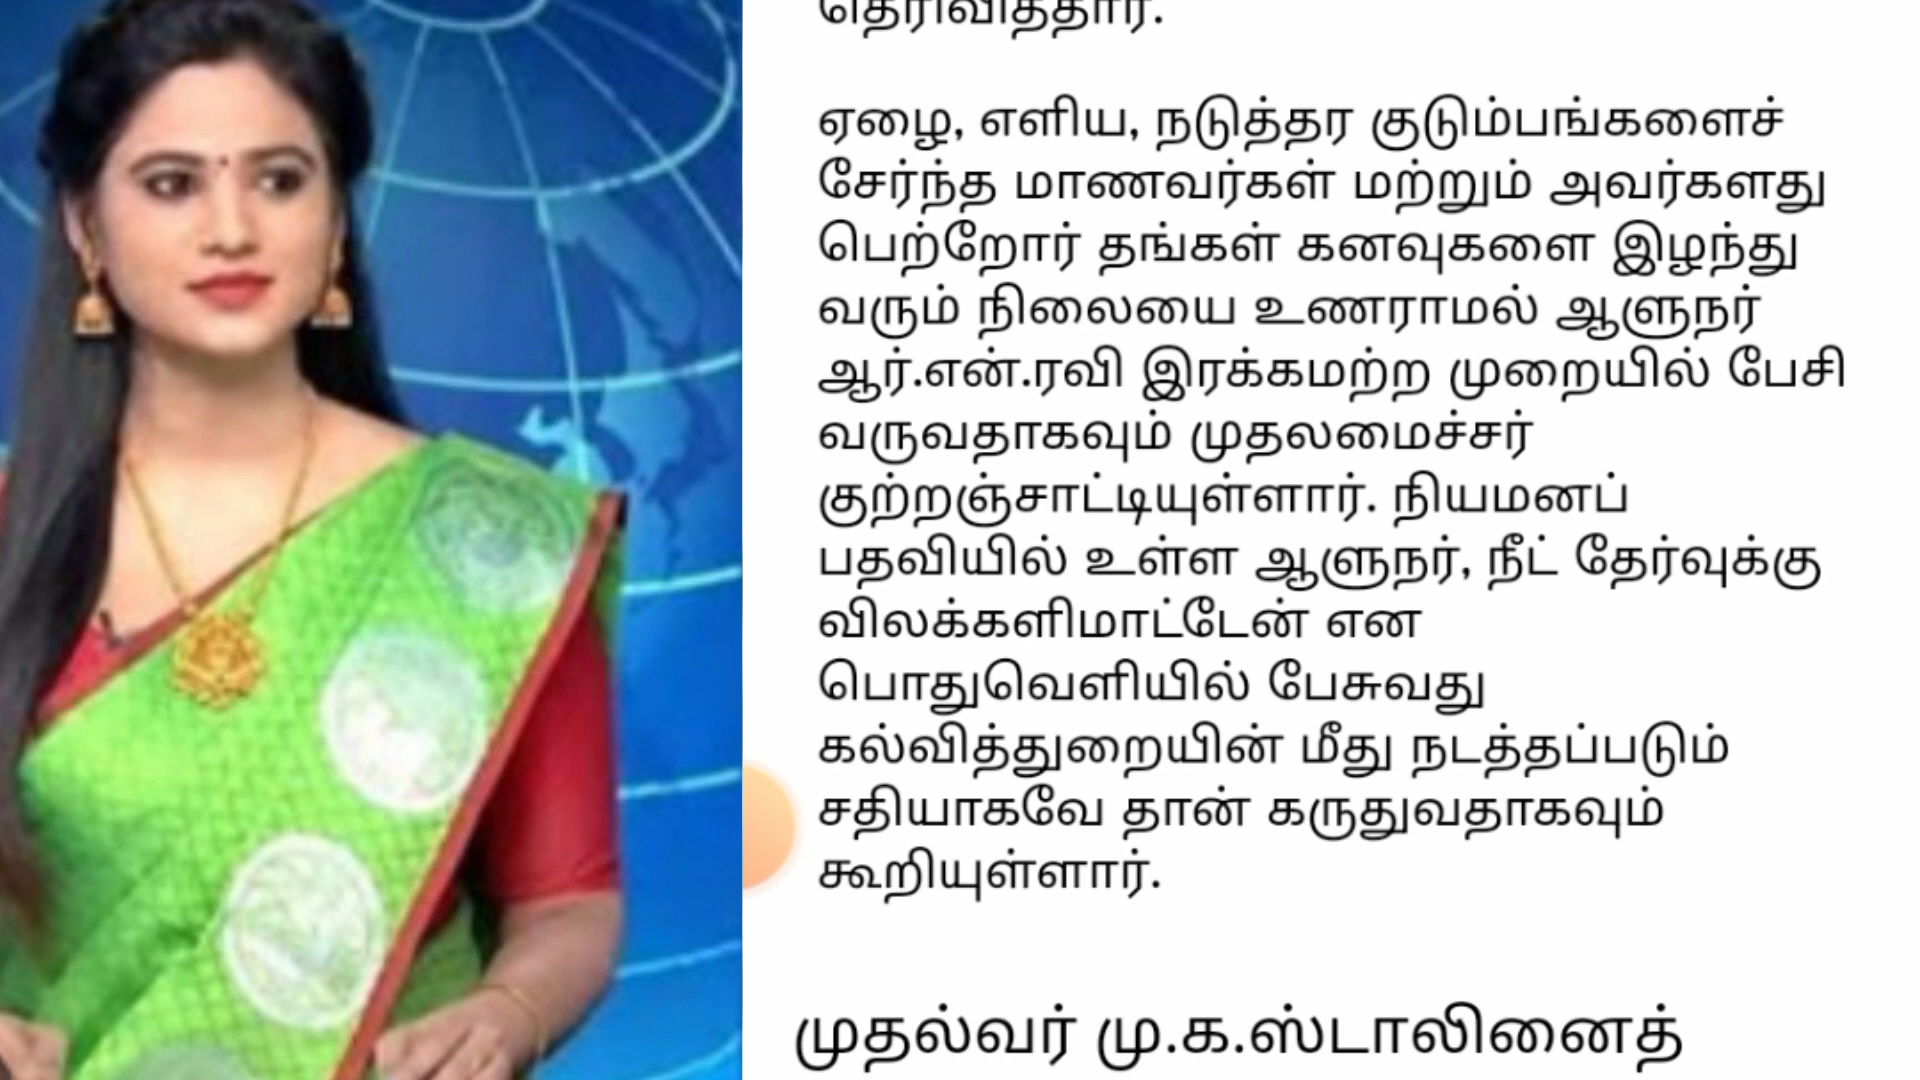 தெரிவித்தார்.
ஏழை, எளிய, நடுத்தர குடும்பங்களைச்
சேர்ந்த மாணவர்கள் மற்றும் அவர்களது
பெற்றோர் தங்கள் கனவுகளை இழந்து
வரும் நிலையை உணராமல் ஆளுநர்
ஆர்.என்.ரவி இரக்கமற்ற முறையில் பேசி
வருவதாகவும் முதலமைச்சர்
குற்றஞ்சாட்டியுள்ளார். நியமனப்
பதவியில் உள்ள ஆளுநர், நீட் தேர்வுக்கு
விலக்களிமாட்டேன் என
பொதுவெளியில் பேசுவது
கல்வித்துறையின் மீது நடத்தப்படும்
சதியாகவே தான் கருதுவதாகவும்
கூறியுள்ளார்.
முதல்வர் மு.க.ஸ்டாலினைத்